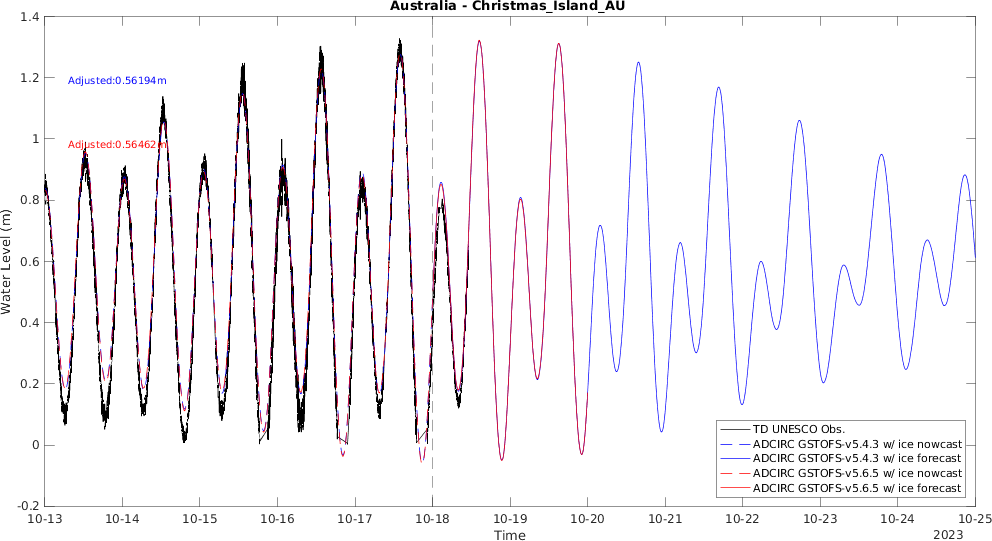 Australia - Christmas_Island_AU
1.4
1.2
1
0.8
0.6
0.4
0.2
0
-0.2
Water Level (m)
Adjusted:0.56194m
Adjusted:0.56462m
TD UNESCO Obs.
ADCIRC GSTOFS-v5.4.3 w/ ice nowcast
ADCIRC GSTOFS-v5.4.3 w/ ice forecast
ADCIRC GSTOFS-v5.6.5 w/ ice nowcast
ADCIRC GSTOFS-v5.6.5 w/ ice forecast
10-13 10-14 10-15 10-16 10-17 10-18 10-19 10-20 10-21 10-22 10-23 10-24 10-25
Time
2023